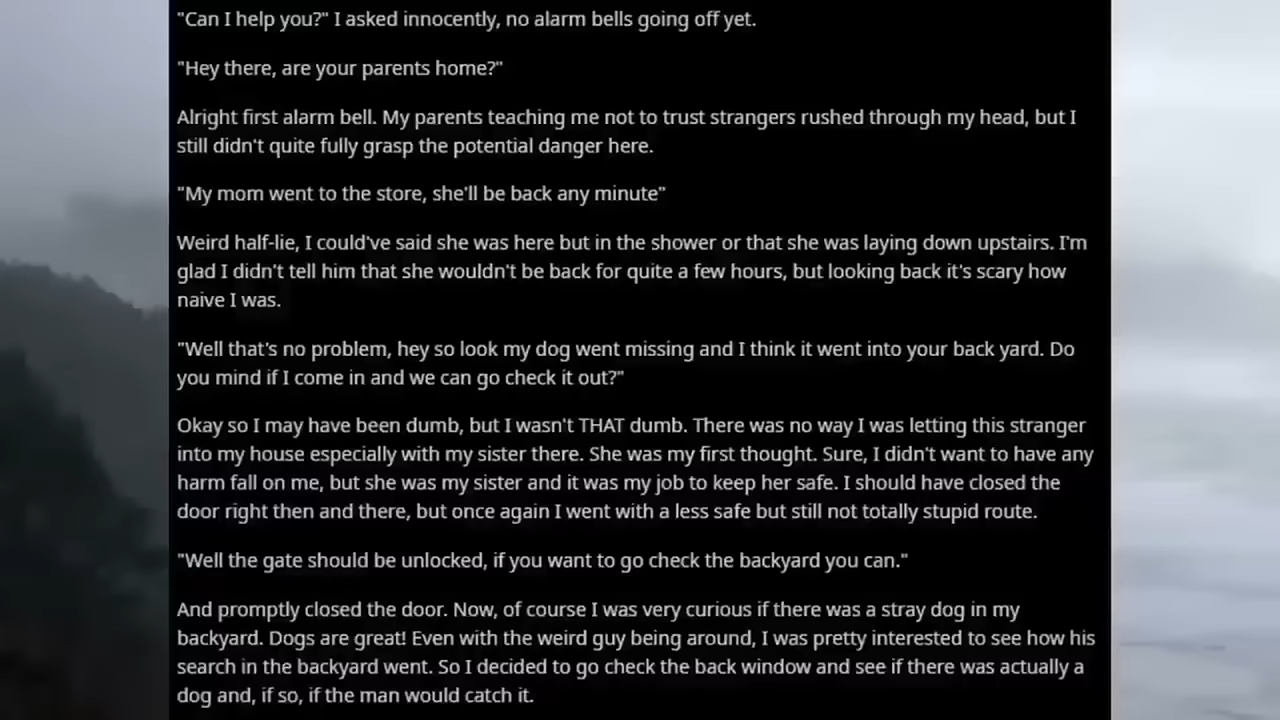 "Can I help you?" I asked innocently, no alarm bells going off yet.
"Hey there, are your parents home?"
Alright first alarm bell. My parents teaching me not to trust strangers rushed through my head, but I
still didn't quite fully grasp the potential danger here.
"My mom went to the store, she'll be back any minute"
Weird half-lie, I could've said she was here but in the shower or that she was laying down upstairs. I'm
glad I didn't tell him that she wouldn't be back for quite a few hours, but looking back it's scary how
naive I was.
"Well that's no problem, hey so look my dog went missing and I think it went into your back yard. Do
you mind if I come in and we can go check it out?"
Okay so I may have been dumb, but I wasn't THAT dumb. There was no way I was letting this stranger
into my house especially with my sister there. She was my first thought. Sure, I didn't want to have any
harm fall on me, but she was my sister and it was my job to keep her safe. I should have closed the
door right then and there, but once again I went with a less safe but still not totally stupid route.
"Well the gate should be unlocked, if you want to go check the backyard you can."
And promptly closed the door. Now, of course I was very curious if there was a stray dog in my
backyard. Dogs are great! Even with the weird guy being around, I was pretty interested to see how his
search in the backyard went. So I decided to go check the back window and see if there was actually a
dog and, if so, if the man would catch it.